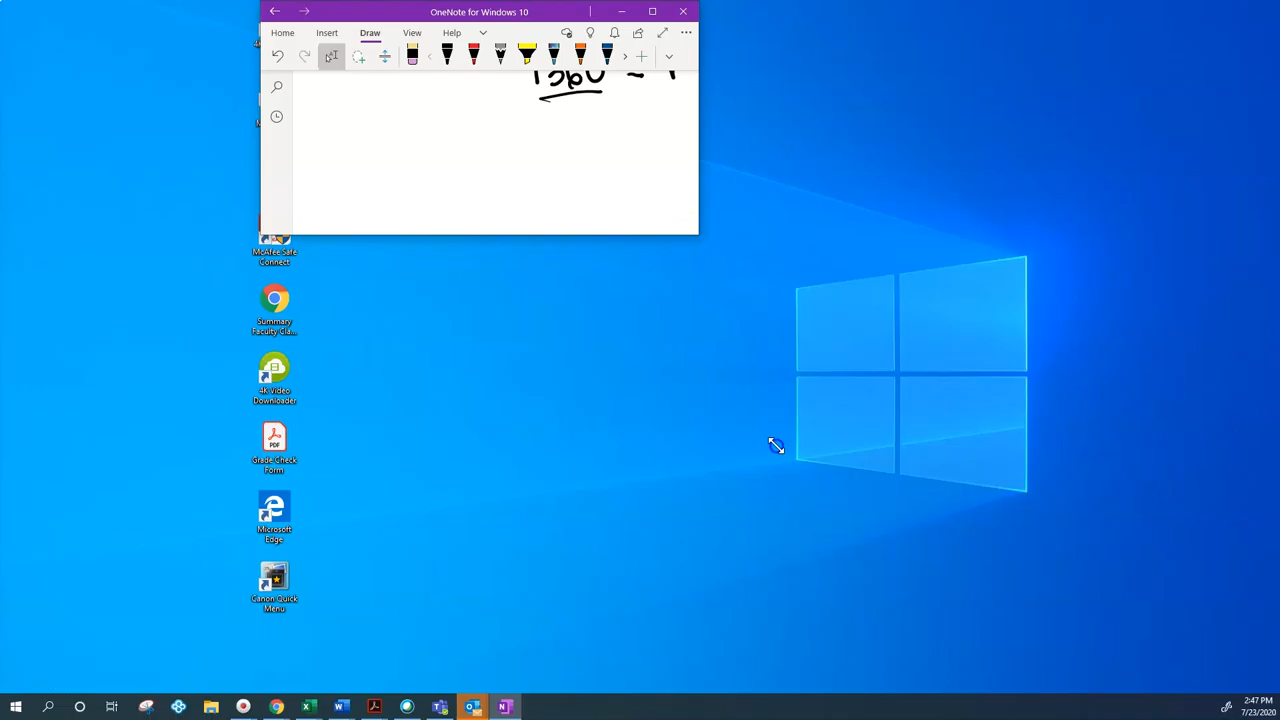 OneNote for Windows 10
Home Insert Draw View Help
McAfee Safe
Connect
Summary
Faculty Cla...
4K Video
Downloader
PDF
Grade Check
Form
Microsoft
Edge
Canon Quick
Menu
2:47 PM
7/23/2020